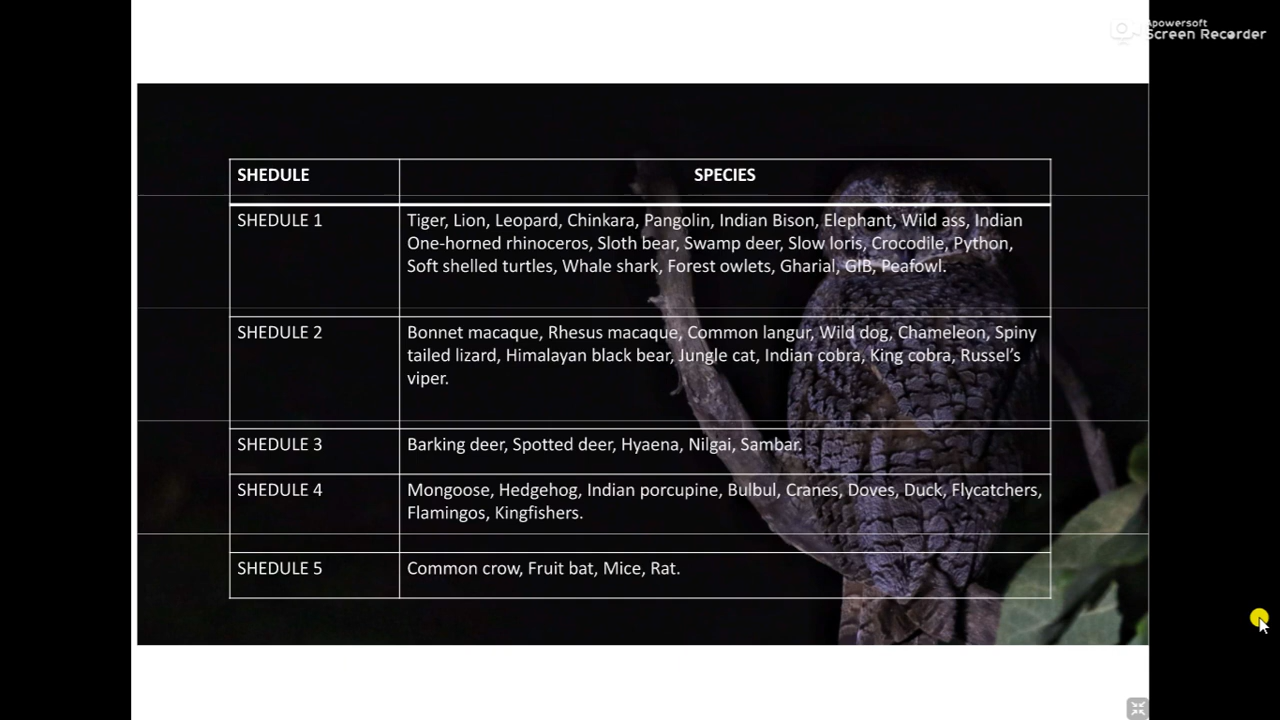 Apowersoft
Screen Recorder
SHEDULE SPECIES
SHEDULE 1 Tiger, Lion, Leopard, Chinkara, Pangolin, Indian Bison, Elephant, Wild ass, Indian
One-horned rhinoceros, Sloth bear, Swamp deer, Slow loris, Crocodile, Python,
Soft shelled turtles, Whale shark, Forest owlets, Gharial, GIB, Peafowl.
SHEDULE 2 Bonnet macaque, Rhesus macaque, Common langur, Wild dog, Chameleon, Spiny
tailed lizard, Himalayan black bear, Jungle cat, Indian cobra, King cobra, Russel’s
viper.
SHEDULE 3 Barking deer, Spotted deer, Hyaena, Nilgai, Sambar.
SHEDULE 4 Mongoose, Hedgehog, Indian porcupine, Bulbul, Cranes, Doves, Duck, Flycatchers,
Flamingos, Kingfishers.
SHEDULE 5 Common crow, Fruit bat, Mice, Rat.